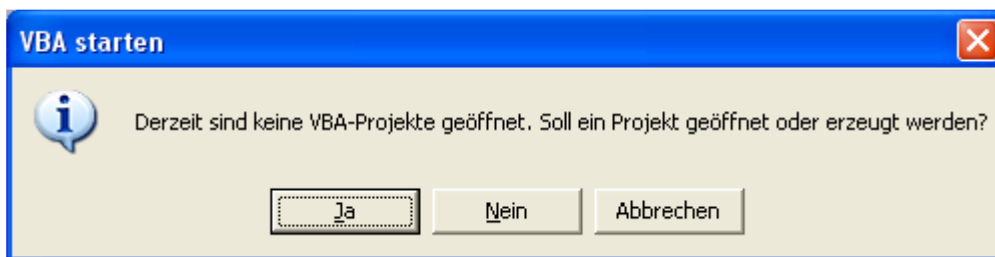 VBA starten
Derzeit sind keine VBA-Projekte geöffnet. Soll ein Projekt geöffnet oder erzeugt werden?
Ja
Nein
Abbrechen